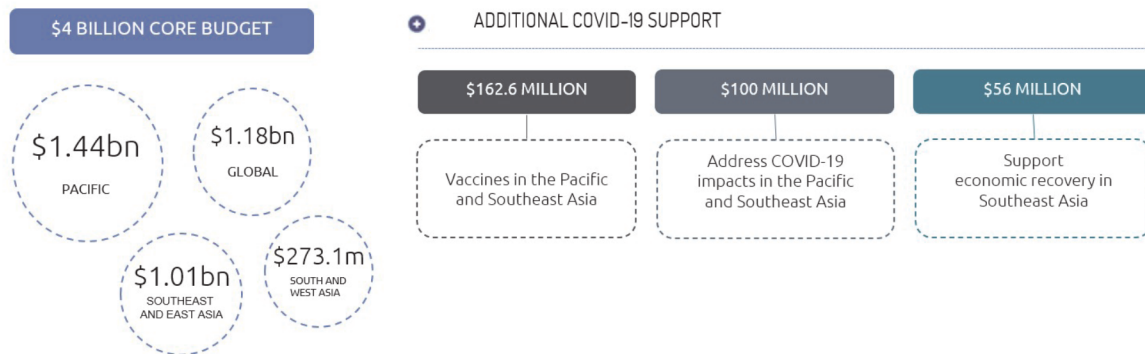 $4 BILLION CORE BUDGET
$1.44bn
PACIFIC
$1.18bn
GLOBAL
$1.01bn
SOUTHEAST
AND EAST ASIA
$273.1m
SOUTH AND
WEST ASIA
ADDITIONAL COVID-19 SUPPORT
$162.6 MILLION
Vaccines in the Pacific
and Southeast Asia
$100 MILLION
Address COVID-19
impacts in the Pacific
and Southeast Asia
$56 MILLION
Support
economic recovery in
Southeast Asia